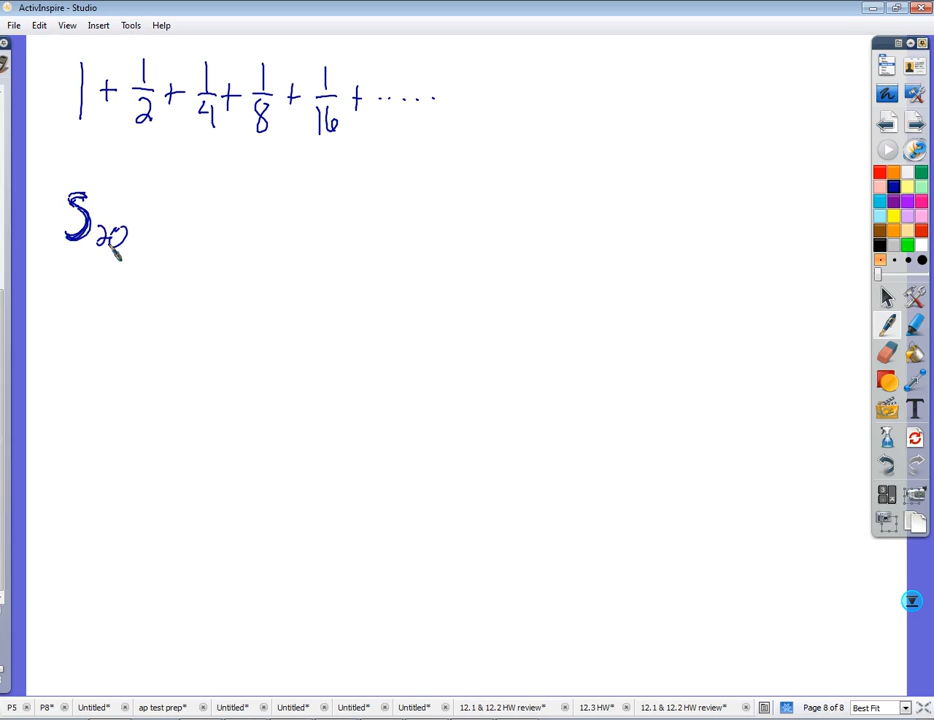 ActivInspire - Studio
File Edit View Insert Tools Help
1 + 1/2 + 1/4 + 1/8 + 1/16 + .....
S20
T
P5 P8* Untitled* ap test prep* Untitled* Untitled* Untitled* Untitled* 12.1 & 12.2 HW review* 12.3 HW* 12.1 & 12.2 HW review* Page 8 of 8 Best Fit